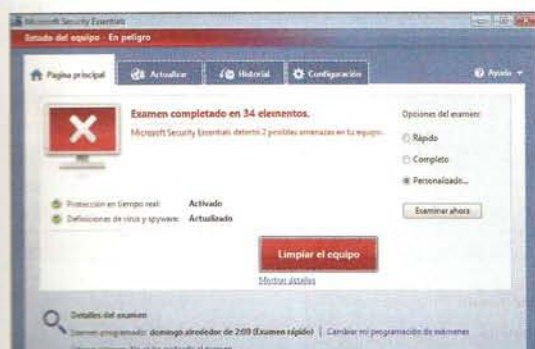 Microsoft Security Essentials
Estado del equipo - En peligro
Página principal
Actualizar
Historial
Configuración
Ayuda
Examen completado en 34 elementos.
Microsoft Security Essentials detectó 2 posibles amenazas en tu equipo.
Opciones del examen:
Rápido
Completo
Personalizado...
Examinar ahora
Protección en tiempo real: Activado
Definiciones de virus y spyware: Actualizado
Limpiar el equipo
Mostrar detalles
Detalles del examen
Examen programado: domingo alrededor de 2:00 (Examen rápido) | Cambiar mi programación de exámenes